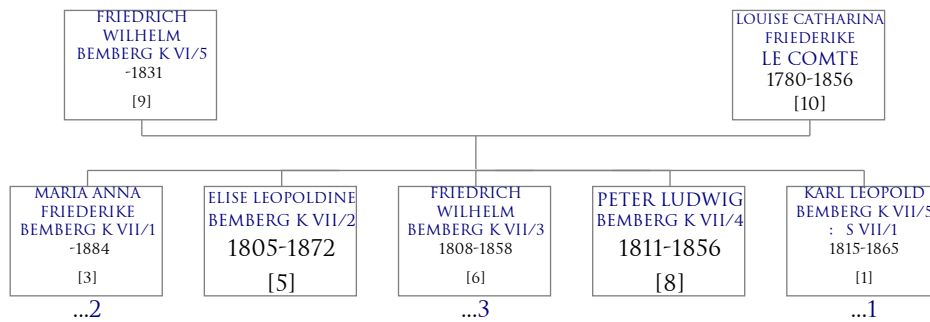 FRIEDRICH
WILHELM
BEMBERG K VI/5
-1831
[9]
LOUISE CATHARINA
FRIEDERIKE
LE COMTE
1780-1856
[10]
MARIA ANNA
FRIEDERIKE
BEMBERG K VII/1
-1884
[3]
...2
ELISE LEOPOLDINE
BEMBERG K VII/2
1805-1872
[5]
FRIEDRICH
WILHELM
BEMBERG K VII/3
1808-1858
[6]
...3
PETER LUDWIG
BEMBERG K VII/4
1811-1856
[8]
KARL LEOPOLD
BEMBERG K VII/5
: S VII/1
1815-1865
[1]
...1